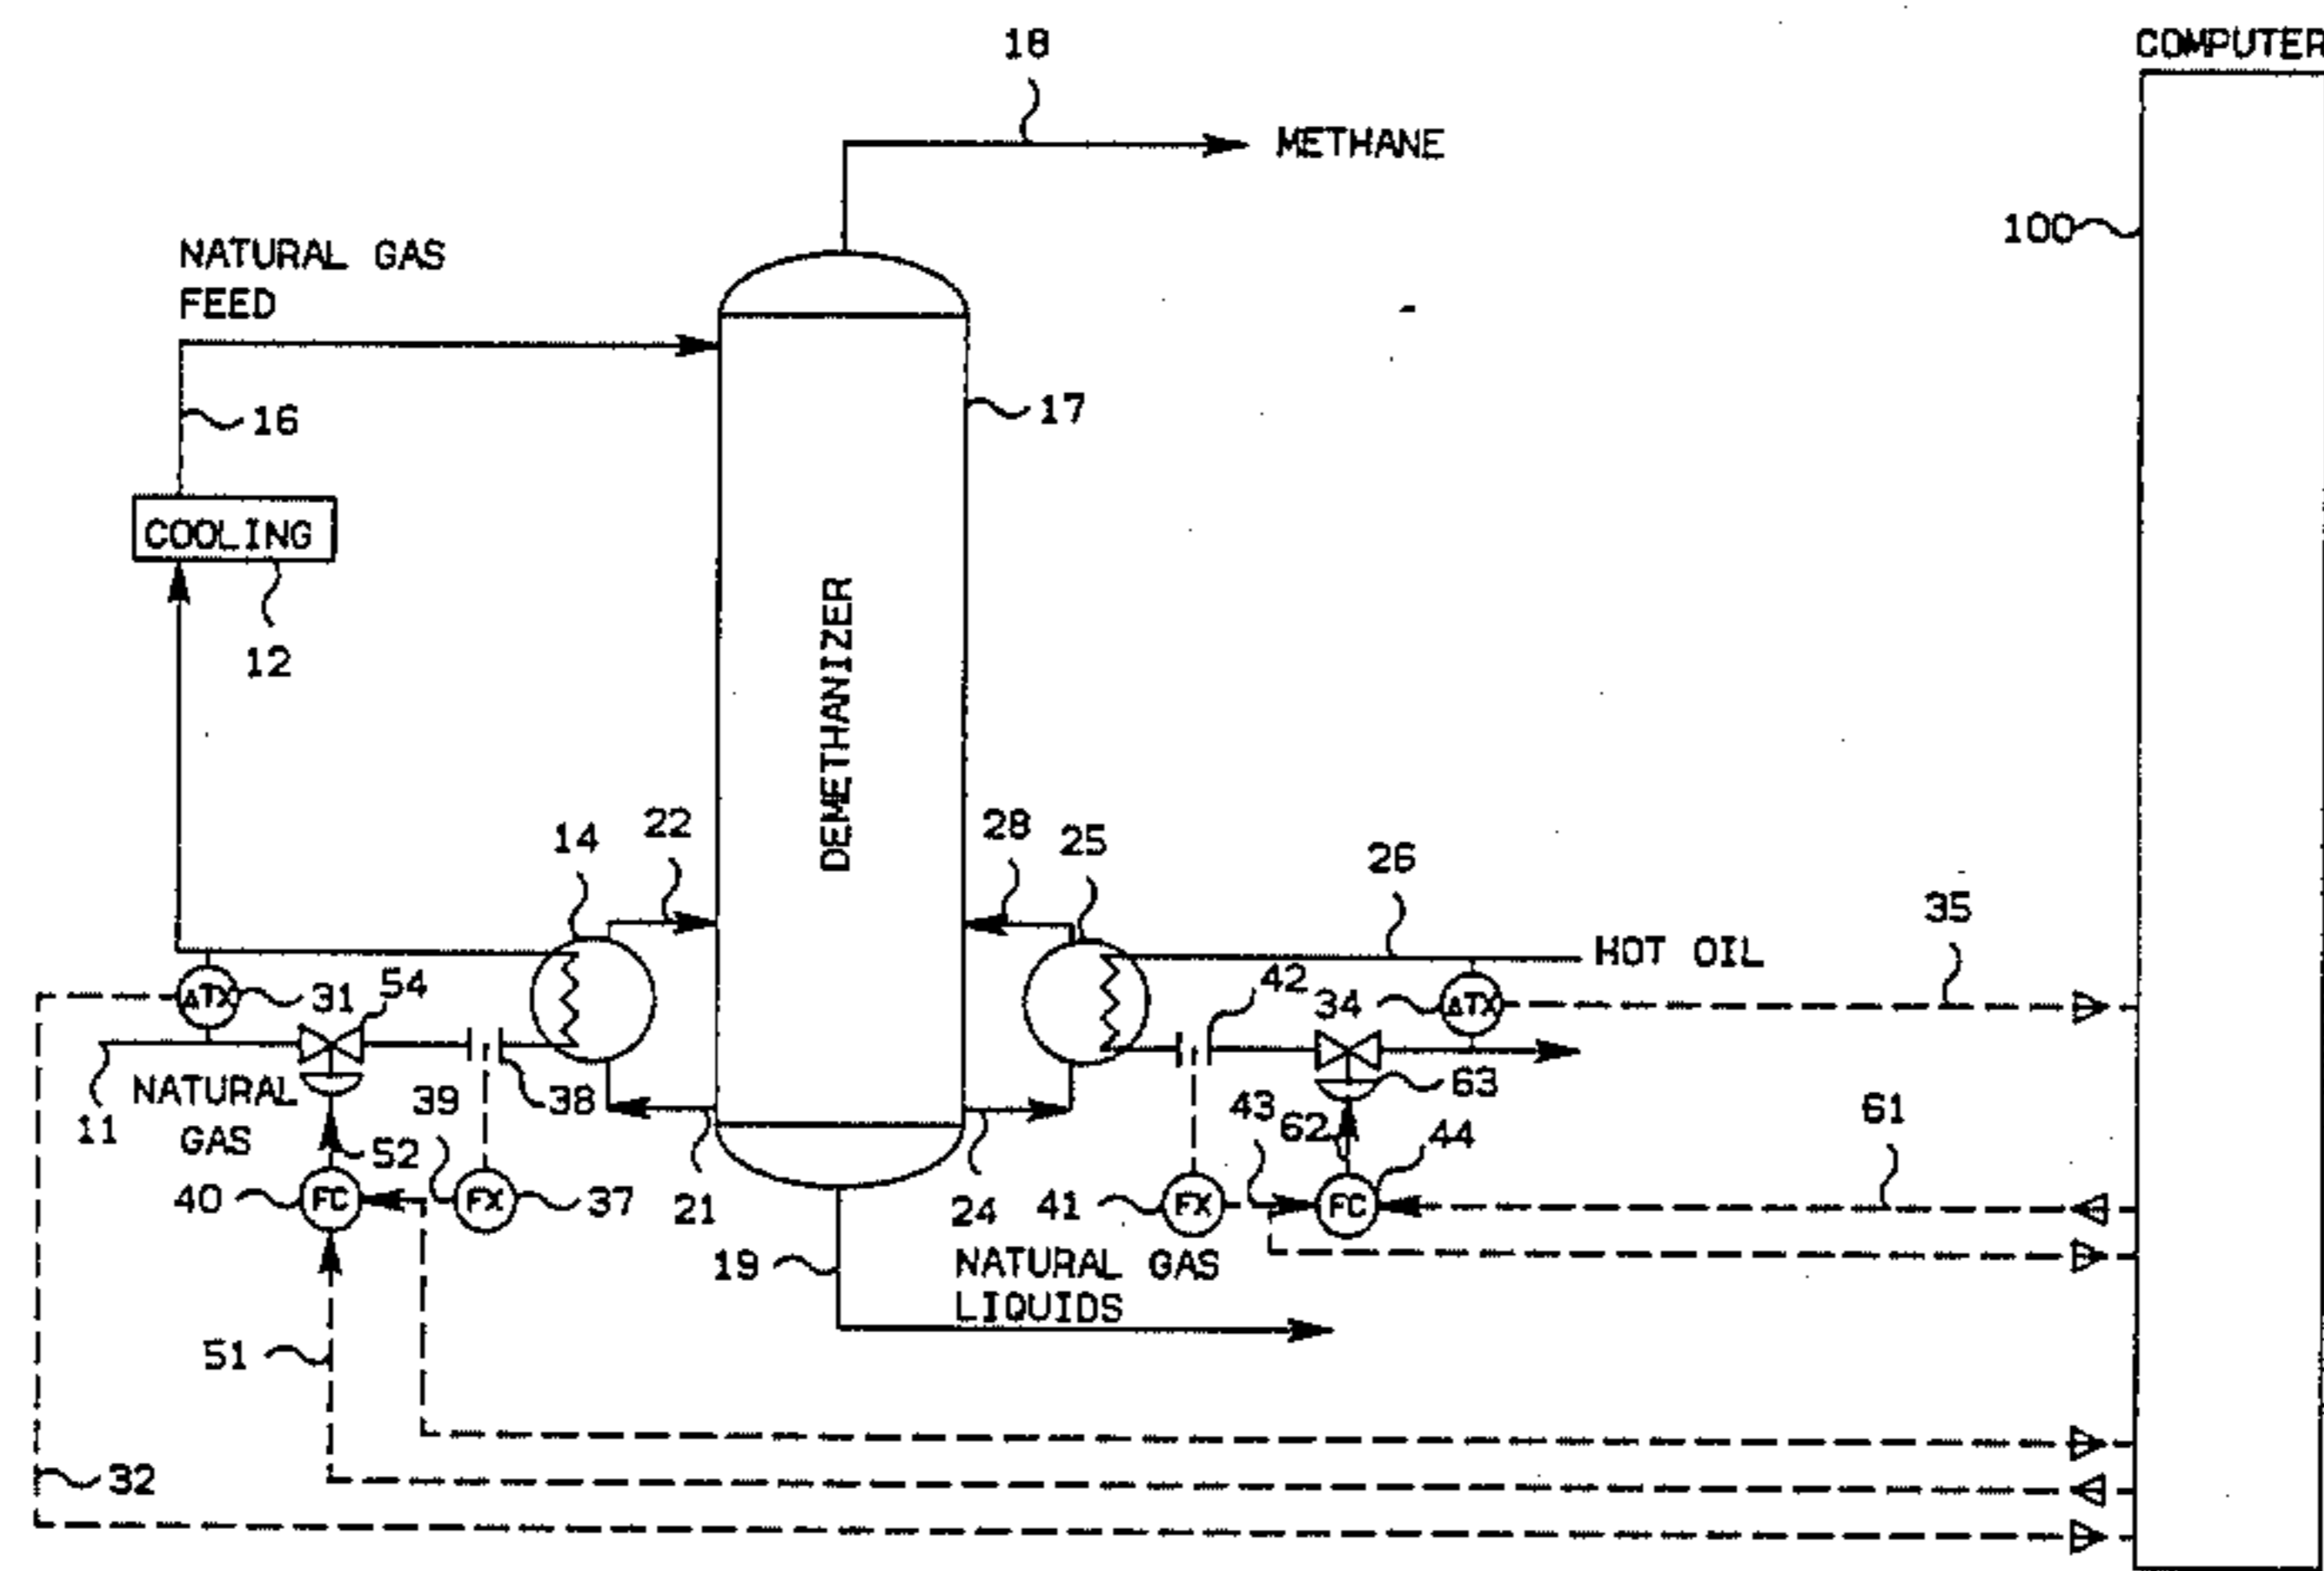 18
COMPUTER
METHANE
100
NATURAL GAS
FEED
17
16
COOLING
12
DEMETHANIZER
22
28
25
14
26
35
HOT OIL
54
42
ΔTX
31
34
ΔTX
63
NATURAL
GAS
11
39
38
43
61
52
62
44
40
FC
FX
37
21
24
41
FX
FC
19
NATURAL GAS
LIQUIDS
51
32